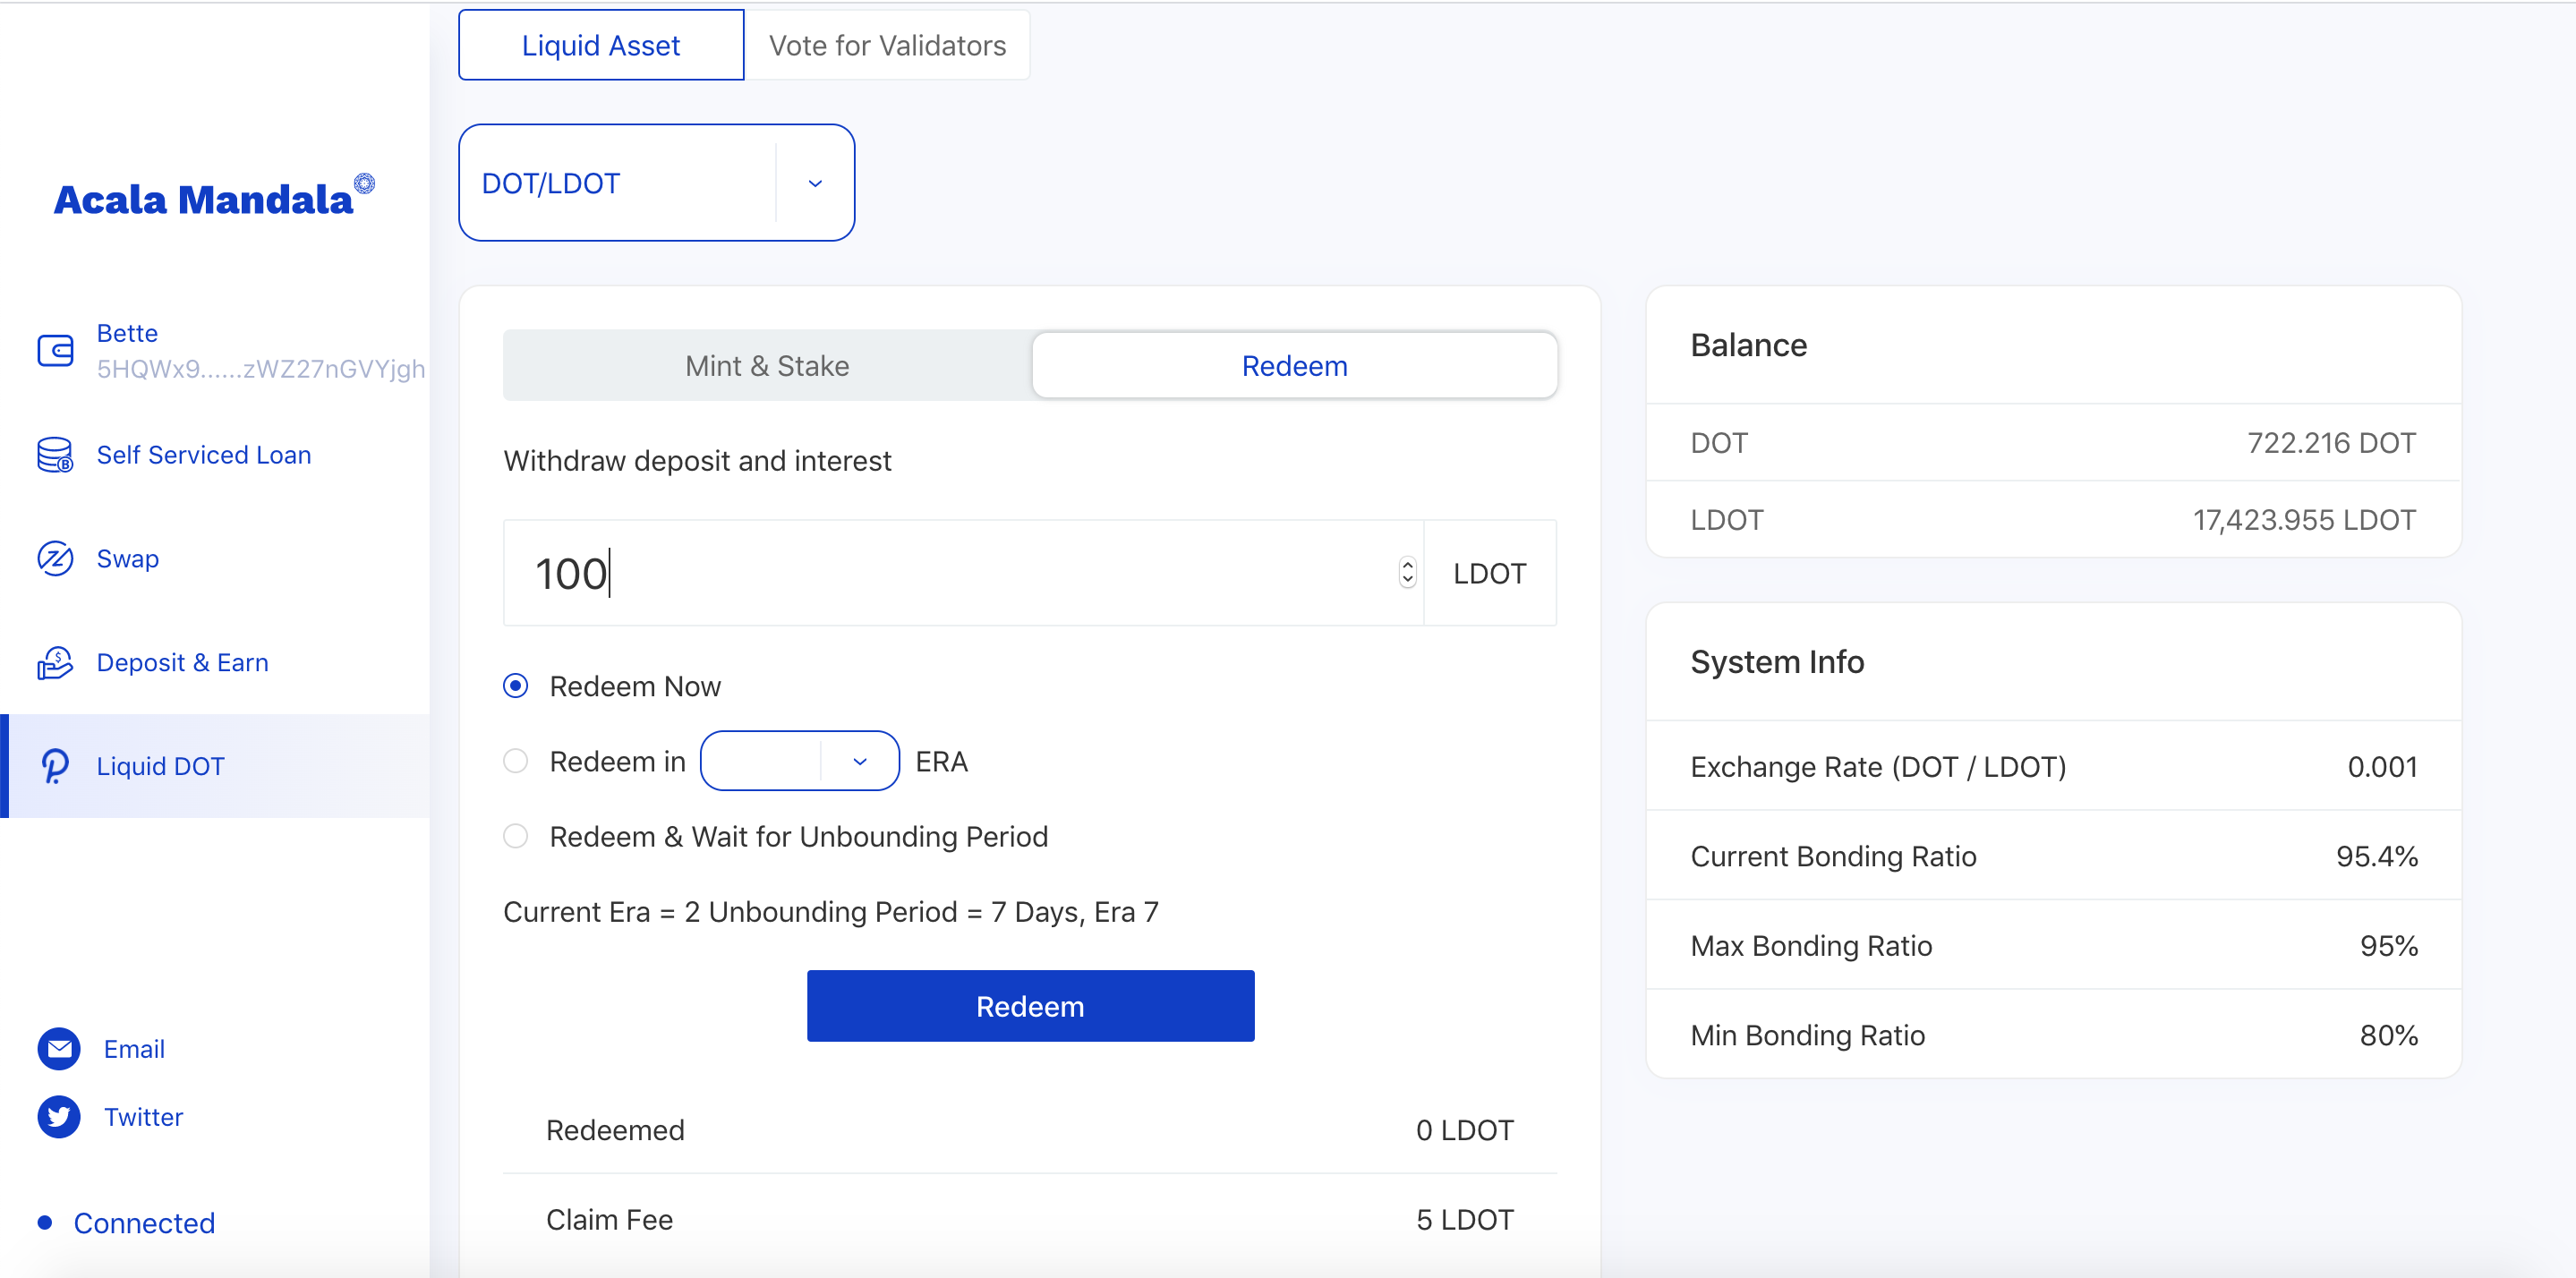 Liquid Asset
Vote for Validators
DOT/LDOT
Acala Mandala
Bette
5HQWx9......zWZ27nGVYjgh
Self Serviced Loan
Swap
Deposit & Earn
Liquid DOT
Email
Twitter
Connected
Mint & Stake
Redeem
Withdraw deposit and interest
100
LDOT
Redeem Now
Redeem in ERA
Redeem & Wait for Unbounding Period
Current Era = 2 Unbounding Period = 7 Days, Era 7
Redeem
Redeemed 0 LDOT
Claim Fee 5 LDOT
Balance
DOT 722.216 DOT
LDOT 17,423.955 LDOT
System Info
Exchange Rate (DOT / LDOT) 0.001
Current Bonding Ratio 95.4%
Max Bonding Ratio 95%
Min Bonding Ratio 80%